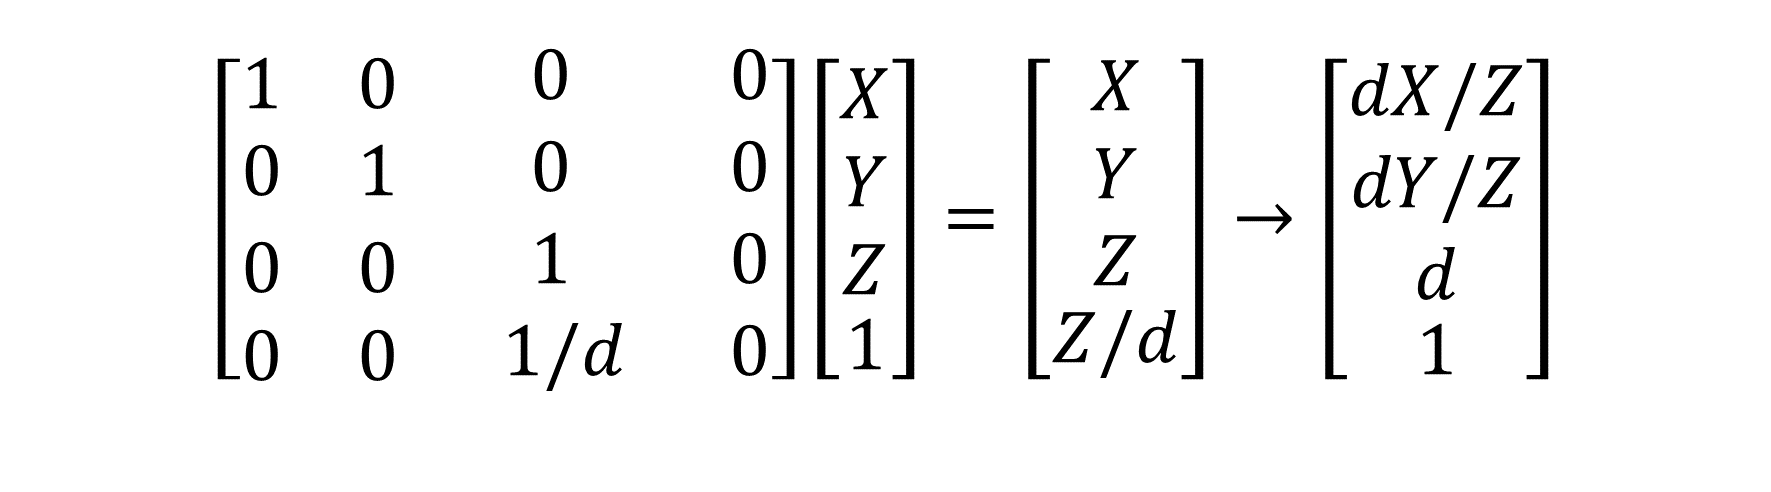 [1 0 0 0] [X] [X] [dX/Z]
[0 1 0 0] [Y] = [Y] → [dY/Z]
[0 0 1 0] [Z] [Z] [d]
[0 0 1/d 0] [1] [Z/d] [1]